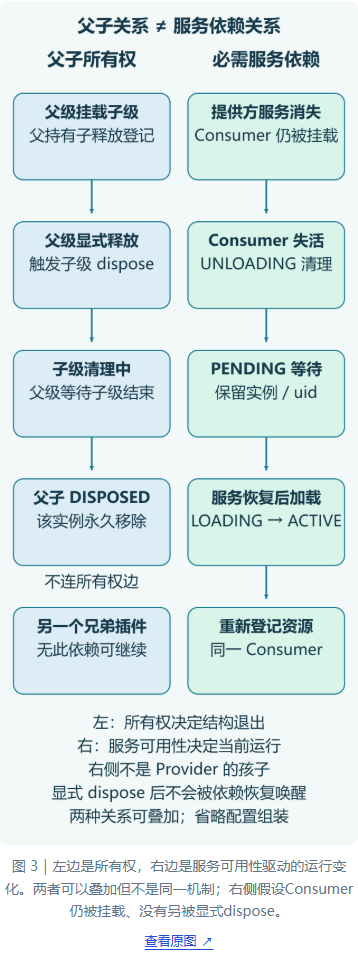 父子关系 ≠ 服务依赖关系
父子所有权
父级挂载子级
父持有子释放登记
父级显式释放
触发子级 dispose
子级清理中
父级等待子级结束
父子 DISPOSED
该实例永久移除
不连所有权边
另一个兄弟插件
无此依赖可继续
必需服务依赖
提供方服务消失
Consumer 仍被挂载
Consumer 失活
UNLOADING 清理
PENDING 等待
保留实例 / uid
服务恢复后加载
LOADING → ACTIVE
重新登记资源
同一 Consumer
左：所有权决定结构退出
右：服务可用性决定当前运行
右侧不是 Provider 的孩子
显式 dispose 后不会被依赖恢复唤醒
两种关系可叠加；省略配置组装
图 3｜左边是所有权，右边是服务可用性驱动的运行变
化。两者可以叠加但不是同一机制；右侧假设Consumer
仍被挂载、没有另被显式dispose。
查看原图 ↗